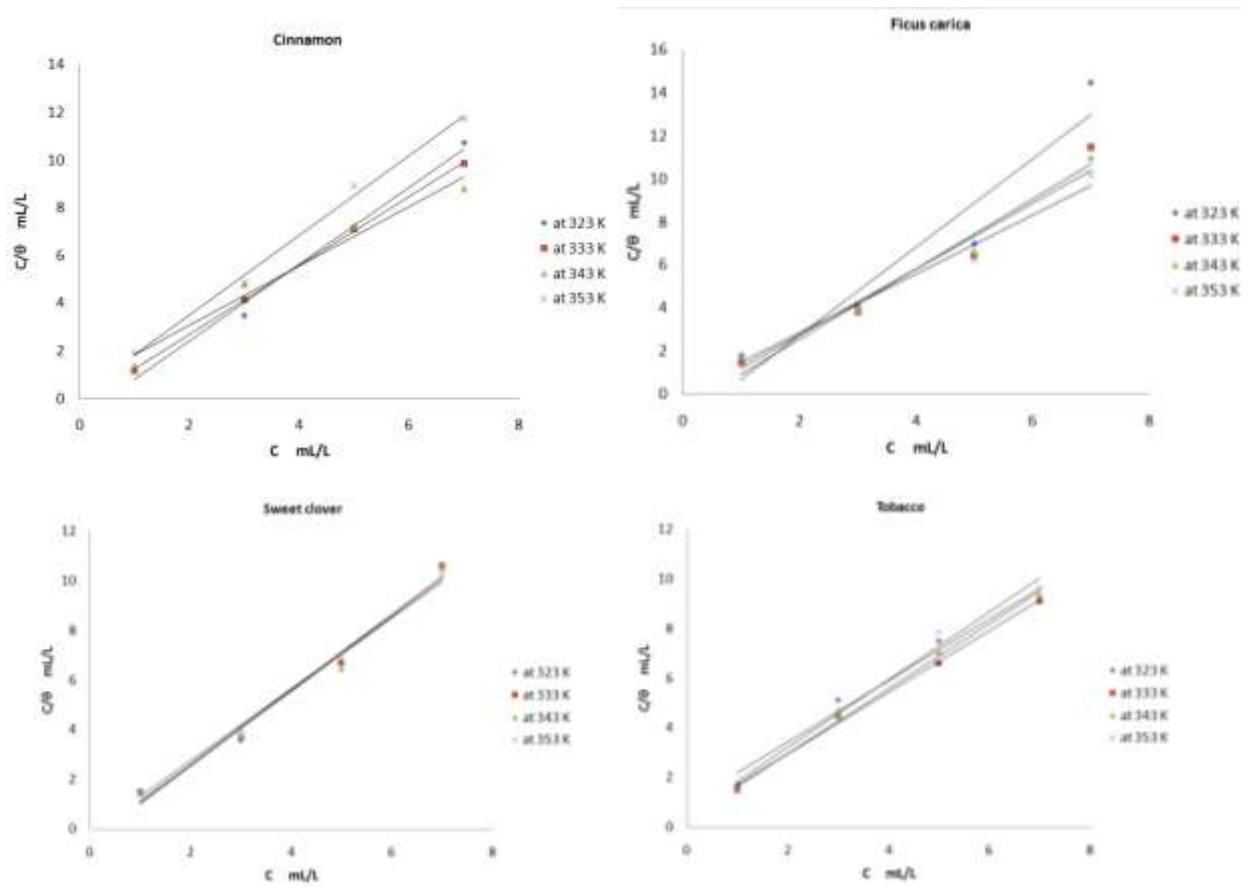 Cinnamon
14
12
10
8
6
4
2
0
C/θ mL/L
0 2 4 6 8
C mL/L
at 323 K
at 333 K
at 343 K
at 353 K
Ficus carica
16
14
12
10
8
6
4
2
0
C/θ mL/L
0 2 4 6 8
C mL/L
at 323 K
at 333 K
at 343 K
at 353 K
Sweet clover
12
10
8
6
4
2
0
C/θ mL/L
0 2 4 6 8
C mL/L
at 323 K
at 333 K
at 343 K
at 353 K
Tobacco
12
10
8
6
4
2
0
C/θ mL/L
0 2 4 6 8
C mL/L
at 323 K
at 333 K
at 343 K
at 353 K